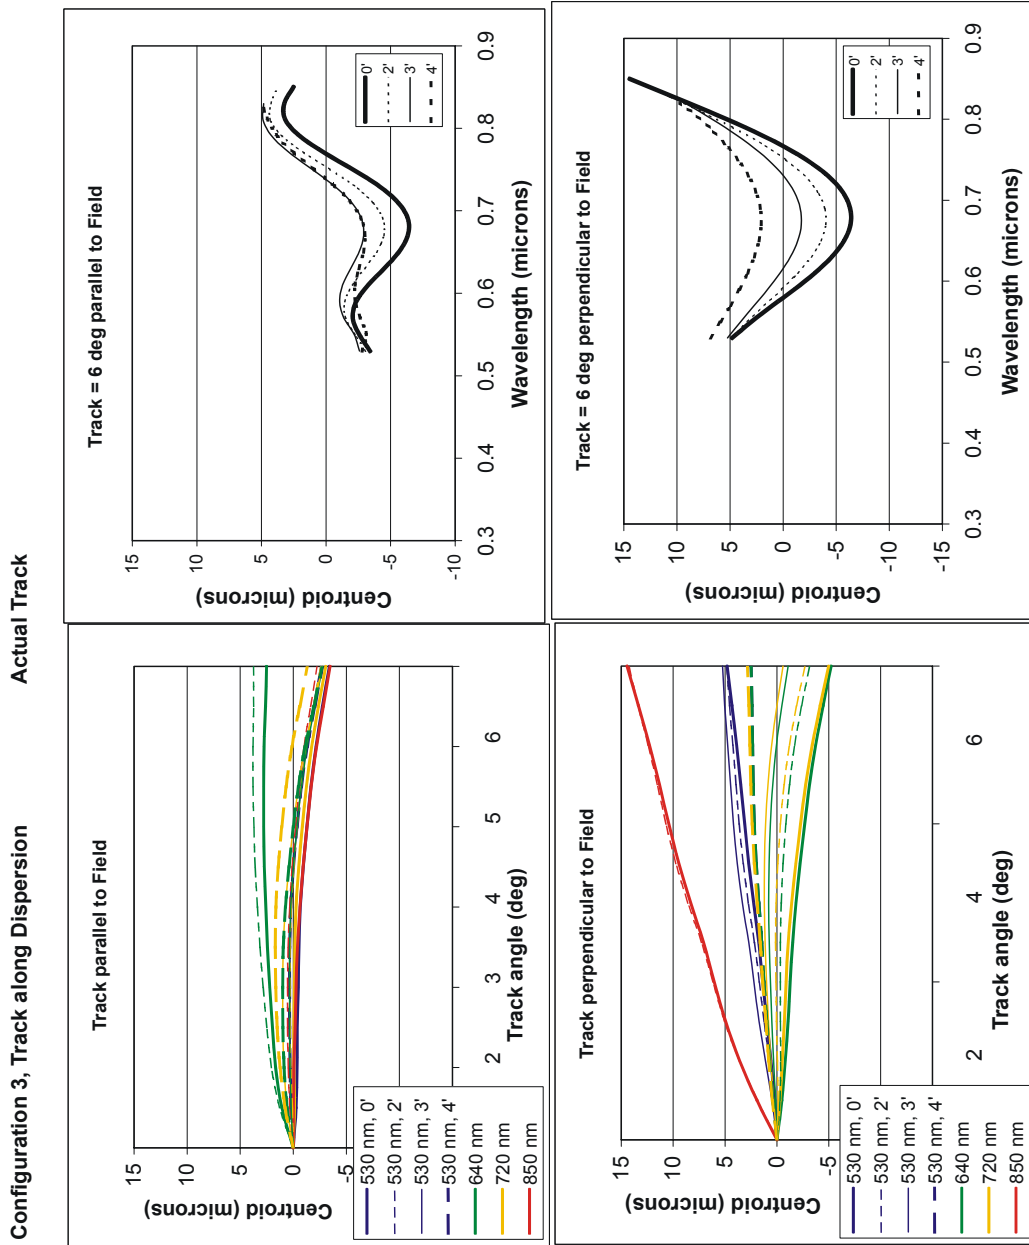 Configuration 3, Track along Dispersion
Actual Track
Track parallel to Field
15
10
5
0
-5
Centroid (microns)
2
3
4
5
6
Track angle (deg)
530 nm, 0'
530 nm, 2'
530 nm, 3'
530 nm, 4'
640 nm
720 nm
850 nm
Track = 6 deg parallel to Field
15
10
5
0
-5
-10
Centroid (microns)
0.3
0.4
0.5
0.6
0.7
0.8
0.9
Wavelength (microns)
0'
2'
3'
4'
Track perpendicular to Field
15
10
5
0
-5
Centroid (microns)
2
4
6
Track angle (deg)
530 nm, 0'
530 nm, 2'
530 nm, 3'
530 nm, 4'
640 nm
720 nm
850 nm
Track = 6 deg perpendicular to Field
15
10
5
0
-5
-10
-15
Centroid (microns)
0.3
0.4
0.5
0.6
0.7
0.8
0.9
Wavelength (microns)
0'
2'
3'
4'